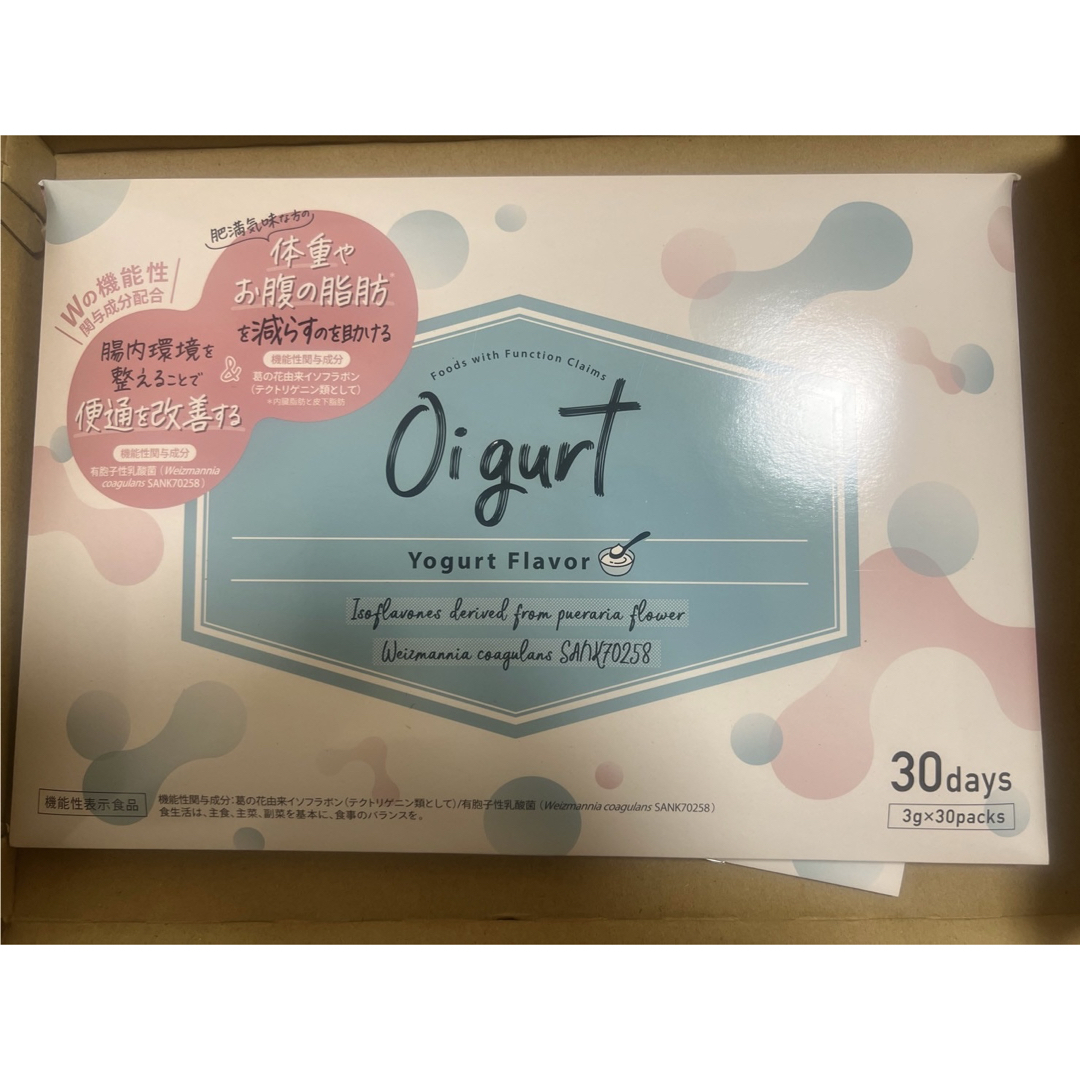 肥満気味な方の
体重や
お腹の脂肪*
を減らすのを助ける
機能性関与成分
葛の花由来イソフラボン
(テクトリゲニン類として)
*内臓脂肪と皮下脂肪
Wの機能性
関与成分配合
&
腸内環境を
整えることで
便通を改善する
機能性関与成分
有胞子性乳酸菌(Weizmannia
coagulans SANK70258)
Foods with Function Claims
Oigurt
Yogurt Flavor
Isoflavones derived from pueraria flower
Weizmannia coagulans SANK70258
30days
3g×30packs
機能性表示食品
機能性関与成分:葛の花由来イソフラボン(テクトリゲニン類として)/有胞子性乳酸菌(Weizmannia coagulans SANK70258)
食生活は、主食、主菜、副菜を基本に、食事のバランスを。